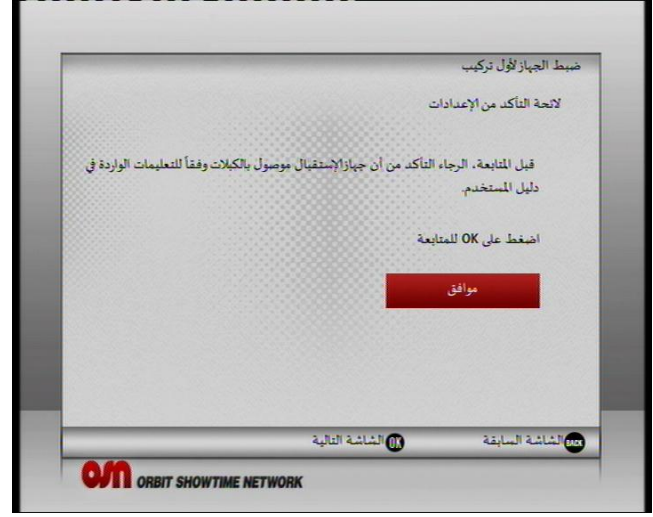 ضبط الجهاز لأول تركيب
لائحة التأكد من الإعدادات
قبل المتابعة، الرجاء التأكد من أن جهاز الإستقبال موصول بالكبلات وفقاً للتعليمات الواردة في
دليل المستخدم.
اضغط على OK للمتابعة
موافق
BACK الشاشة السابقة OK الشاشة التالية
OSN ORBIT SHOWTIME NETWORK